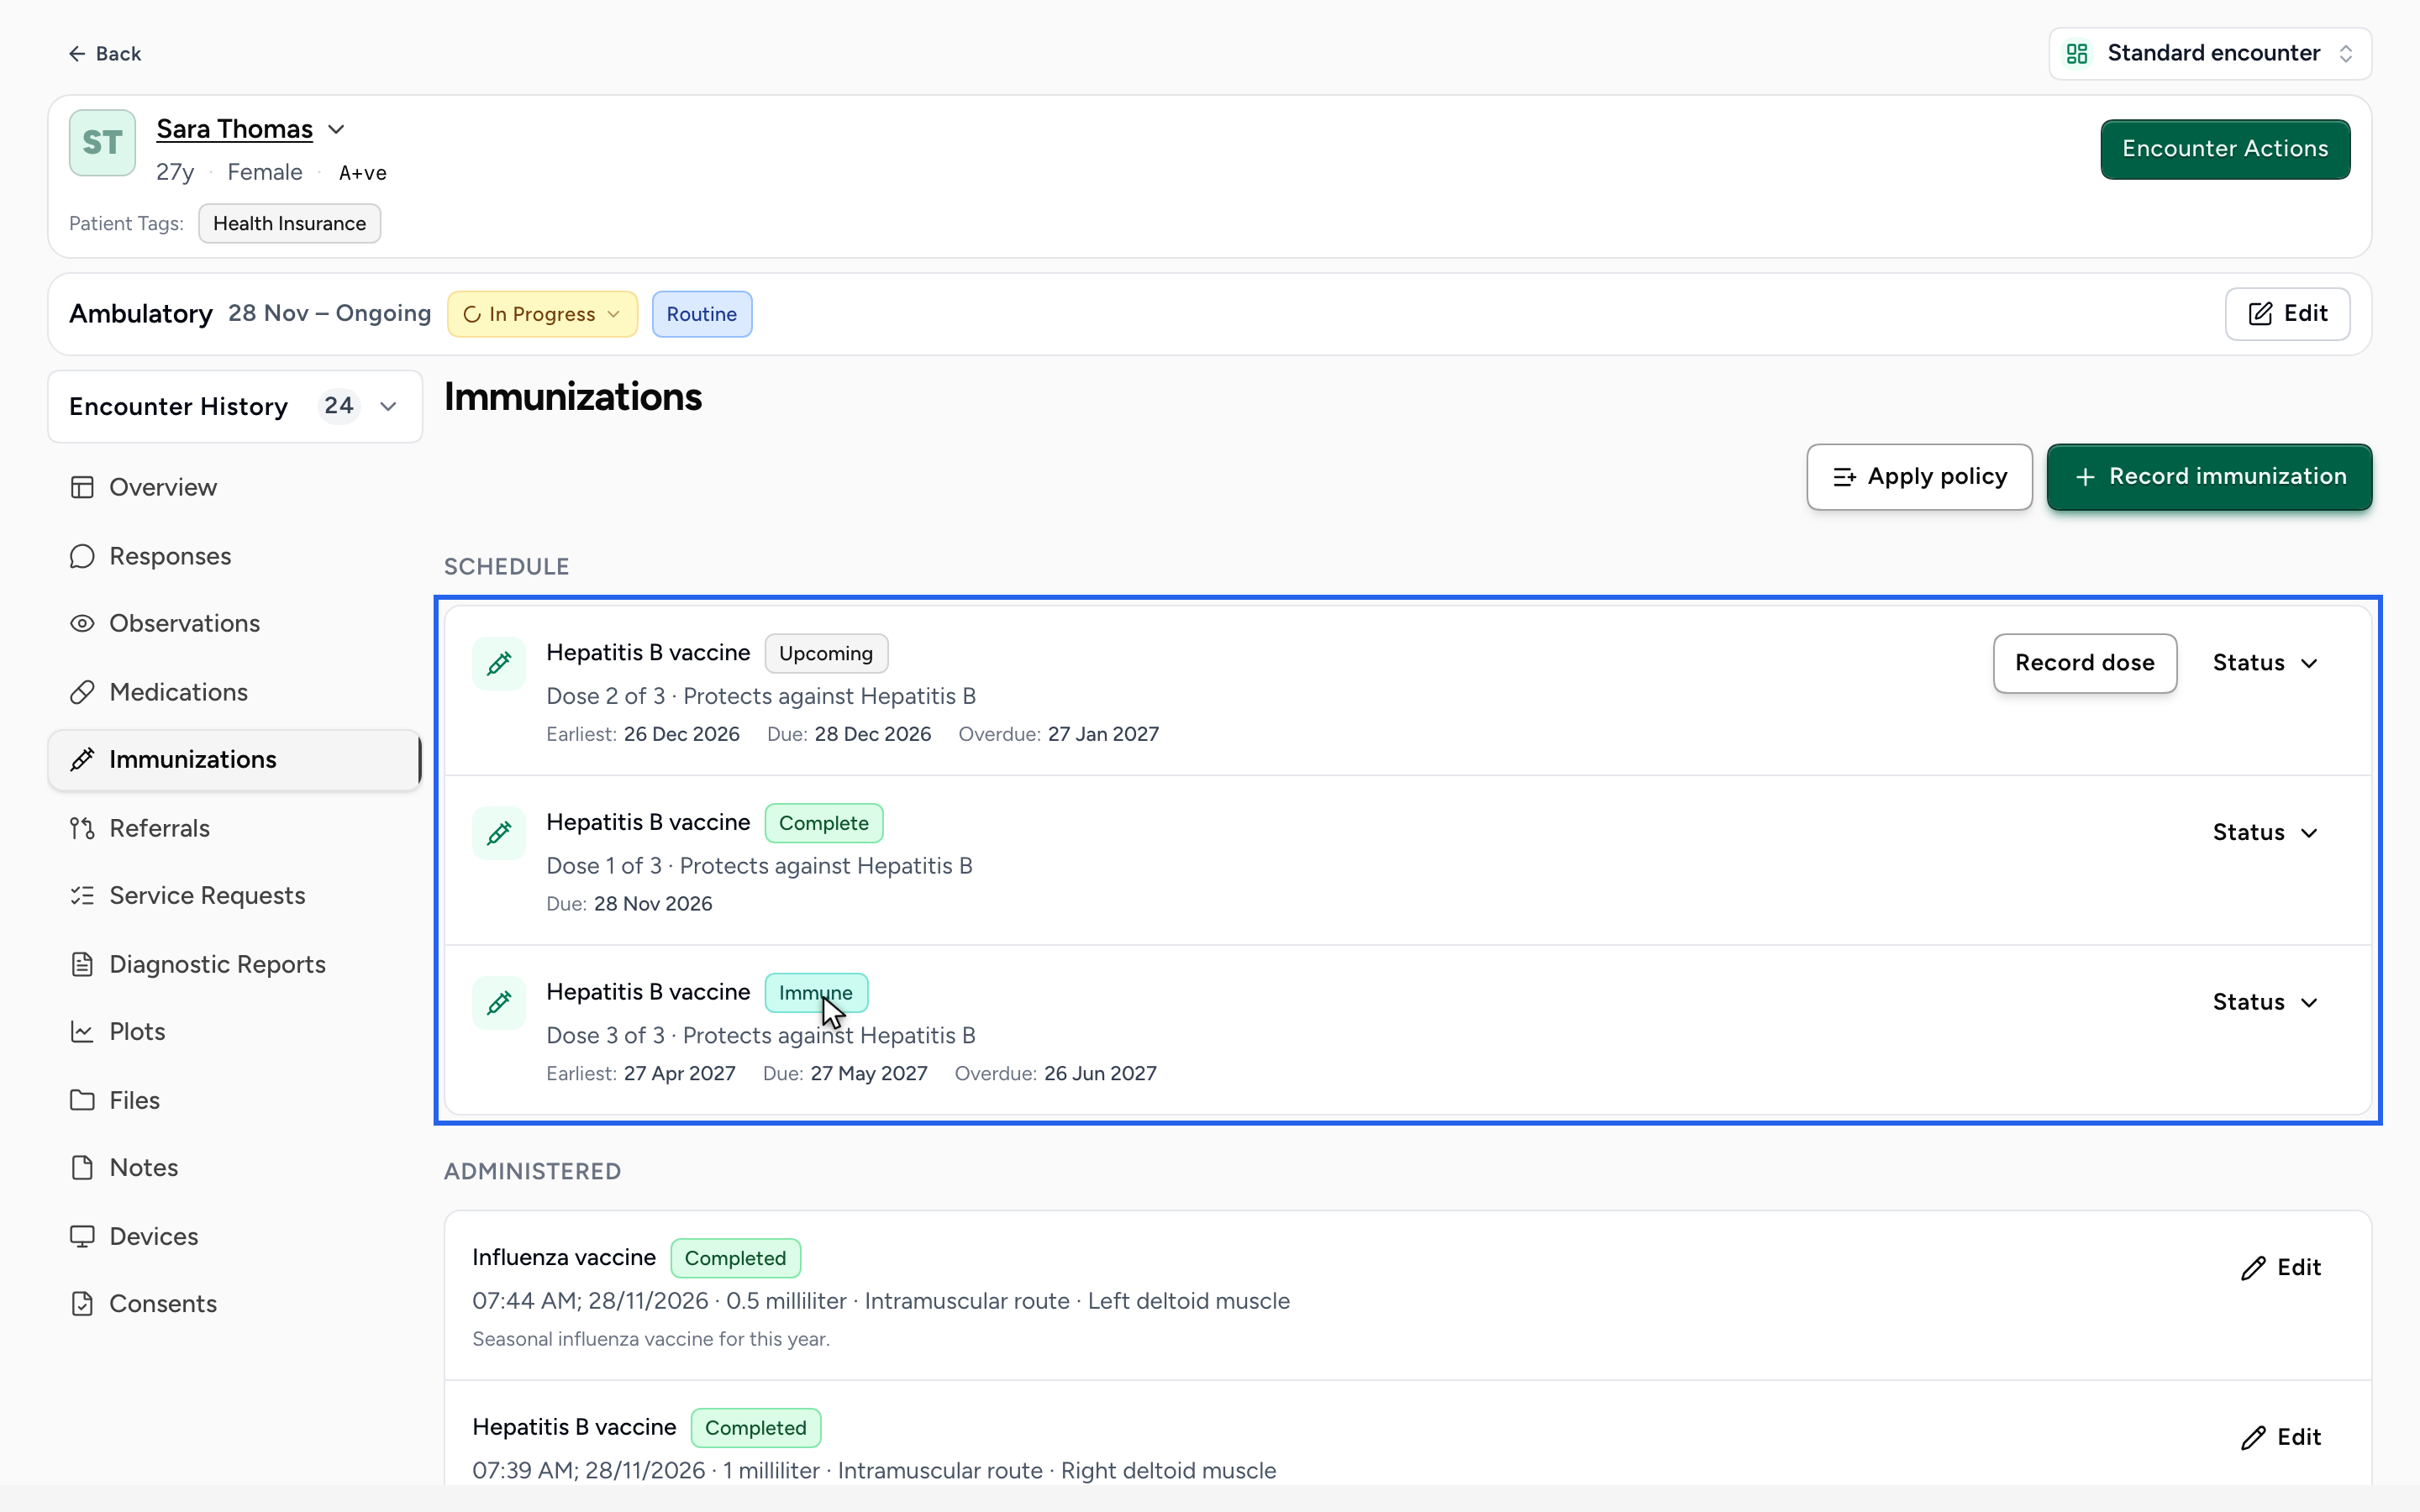 Back
Standard encounter
ST
Sara Thomas
27y · Female · A+ve
Encounter Actions
Patient Tags: Health Insurance
Ambulatory 28 Nov – Ongoing In Progress Routine
Edit
Encounter History 24
Overview
Responses
Observations
Medications
Immunizations
Referrals
Service Requests
Diagnostic Reports
Plots
Files
Notes
Devices
Consents
Immunizations
Apply policy
Record immunization
SCHEDULE
Hepatitis B vaccine Upcoming
Record dose Status
Dose 2 of 3 · Protects against Hepatitis B
Earliest: 26 Dec 2026 Due: 28 Dec 2026 Overdue: 27 Jan 2027
Hepatitis B vaccine Complete
Status
Dose 1 of 3 · Protects against Hepatitis B
Due: 28 Nov 2026
Hepatitis B vaccine Immune
Status
Dose 3 of 3 · Protects against Hepatitis B
Earliest: 27 Apr 2027 Due: 27 May 2027 Overdue: 26 Jun 2027
ADMINISTERED
Influenza vaccine Completed
Edit
07:44 AM; 28/11/2026 · 0.5 milliliter · Intramuscular route · Left deltoid muscle
Seasonal influenza vaccine for this year.
Hepatitis B vaccine Completed
Edit
07:39 AM; 28/11/2026 · 1 milliliter · Intramuscular route · Right deltoid muscle